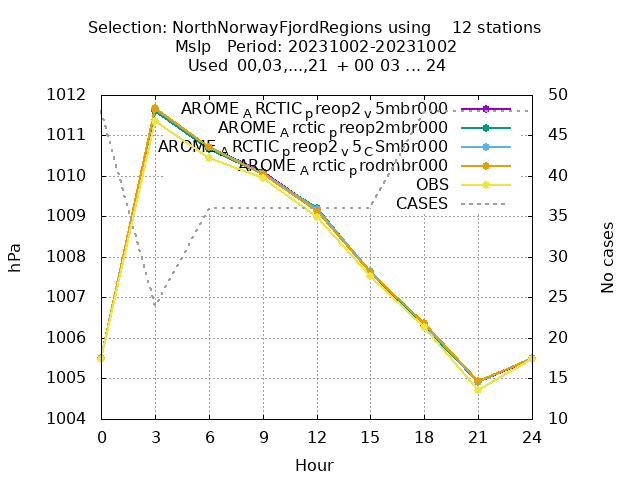 Selection: NorthNorwayFjordRegions using    12 stations
Mslp   Period: 20231002-20231002
Used  00,03,...,21  + 00 03 ... 24
1012
1011
1010
1009
1008
1007
1006
1005
1004
hPa
50
45
40
35
30
25
20
15
10
No cases
AROME_ARCTIC_preop2_v5mbr000
AROME_Arctic_preop2mbr000
AROME_ARCTIC_preop2_v5_CSmbr000
AROME_Arctic_prodmbr000
OBS
CASES
0 3 6 9 12 15 18 21 24
Hour